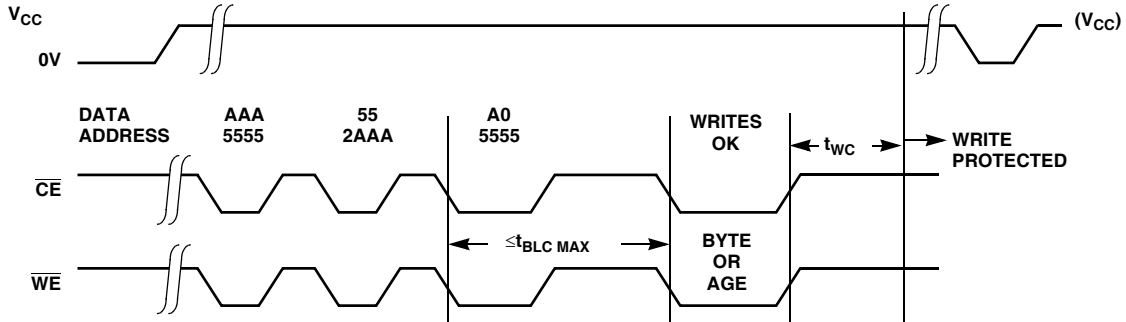 VCC
(VCC)
0V
DATA AAA 55 A0 WRITES
ADDRESS 5555 2AAA 5555 OK
tWC
WRITE
PROTECTED
CE
≤tBLC MAX
BYTE
OR
AGE
WE